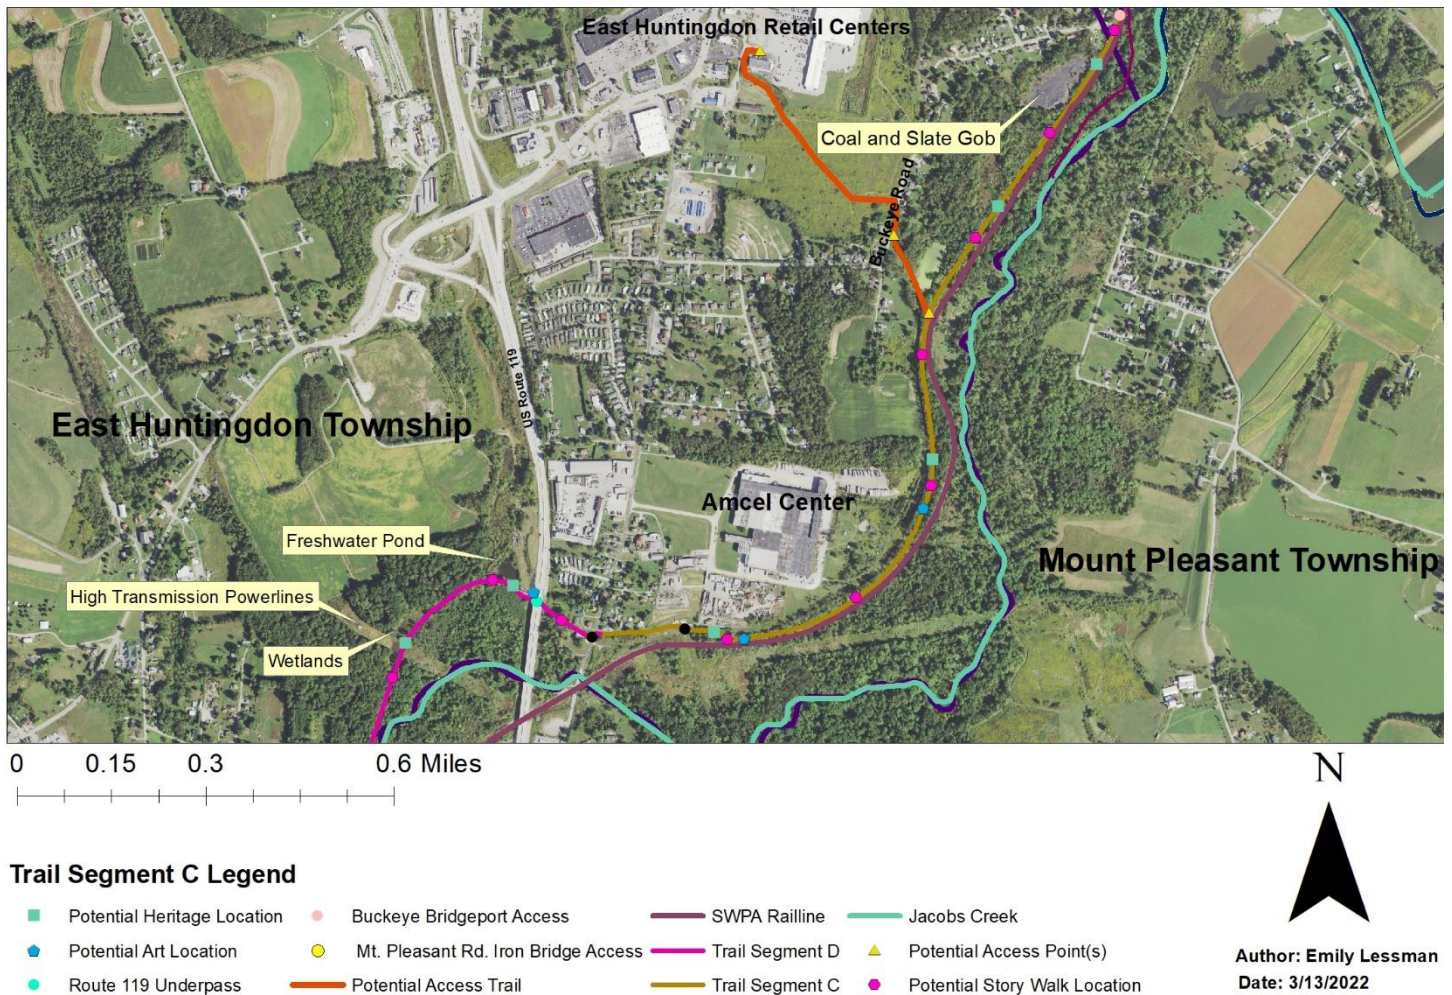 East Huntingdon Retail Centers
Coal and Slate Gob
Buckeye Road
US Route 119
East Huntingdon Township
Amcel Center
Freshwater Pond
Mount Pleasant Township
High Transmission Powerlines
Wetlands
0 0.15 0.3 0.6 Miles
N
Trail Segment C Legend
Potential Heritage Location Buckeye Bridgeport Access SWPA Railline Jacobs Creek
Potential Art Location Mt. Pleasant Rd. Iron Bridge Access Trail Segment D Potential Access Point(s)
Route 119 Underpass Potential Access Trail Trail Segment C Potential Story Walk Location
Author: Emily Lessman
Date: 3/13/2022